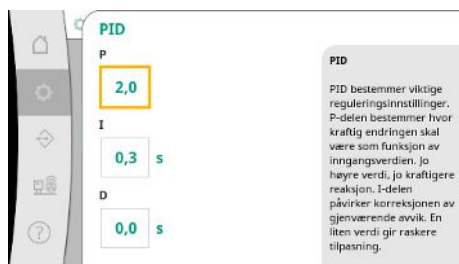 PID
P
2,0
I
0,3 s
D
0,0 s
PID
PID bestemmer viktige
reguleringsinnstillinger.
P-delen bestemmer hvor
kraftig endringen skal
være som funksjon av
inngangsverdien. Jo
høyre verdi, jo kraftigere
reaksjon. I-delen
påvirker korreksjonen av
gjenværende avvik. En
liten verdi gir raskere
tilpasning.